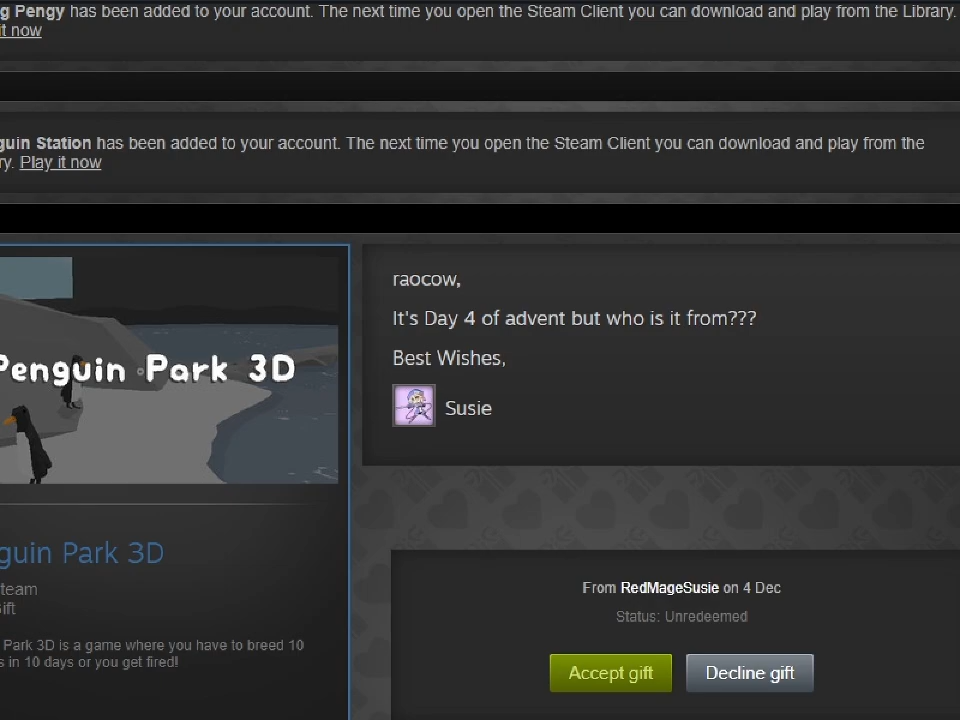 g Pengy has been added to your account. The next time you open the Steam Client you can download and play from the Library.
it now
guin Station has been added to your account. The next time you open the Steam Client you can download and play from the
ry. Play it now
Penguin Park 3D
raocow,
It's Day 4 of advent but who is it from???
Best Wishes,
Susie
guin Park 3D
team
Gift
Park 3D is a game where you have to breed 10
s in 10 days or you get fired!
From RedMageSusie on 4 Dec
Status: Unredeemed
Accept gift
Decline gift